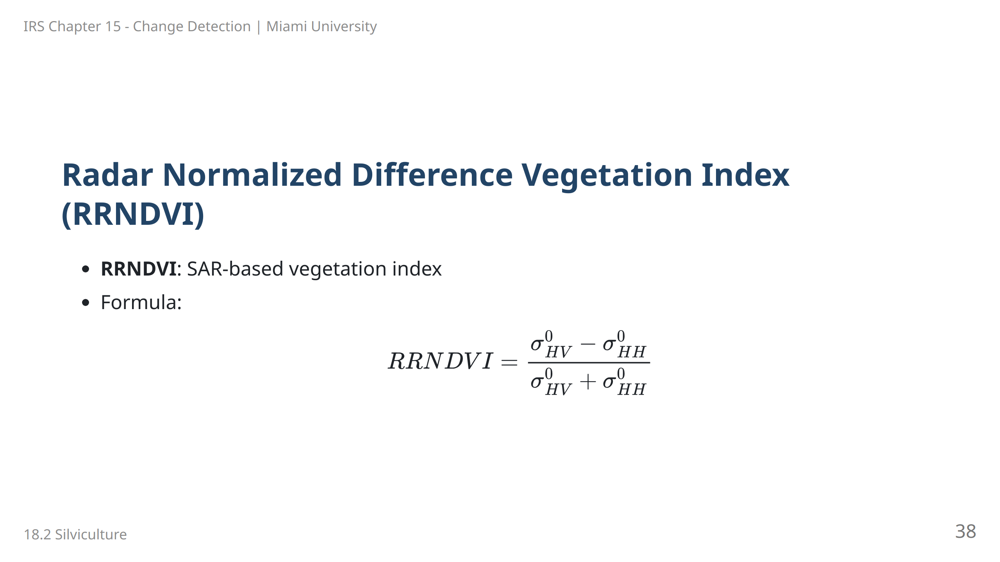 IRS Chapter 15 - Change Detection | Miami University
Radar Normalized Difference Vegetation Index
(RRNDVI)
• RRNDVI: SAR-based vegetation index
• Formula:
$RRNDVI = \frac{\sigma^0_{HV} - \sigma^0_{HH}}{\sigma^0_{HV} + \sigma^0_{HH}}$
18.2 Silviculture
38